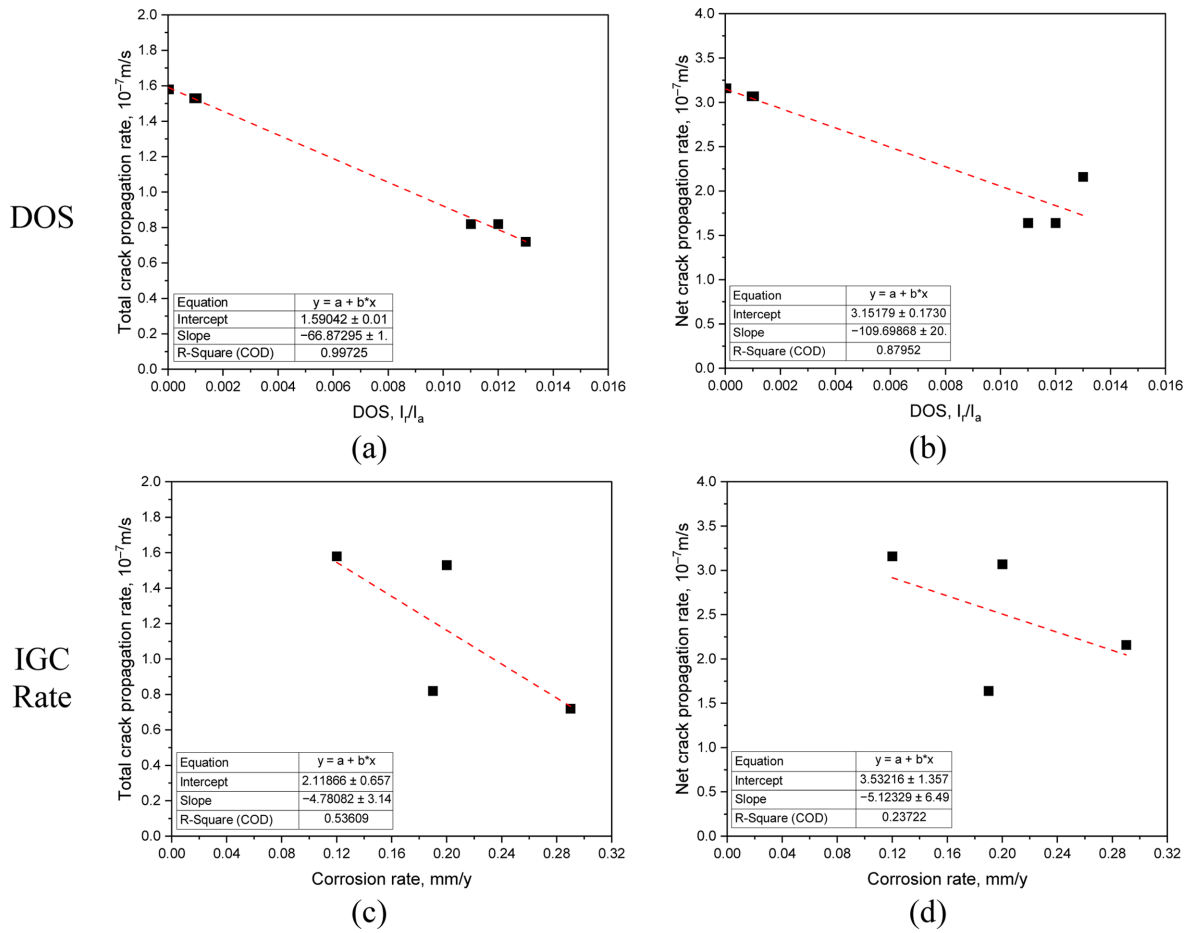 DOS
Total crack propagation rate, 10⁻⁷m/s
2.0
1.8
1.6
1.4
1.2
1.0
0.8
0.6
0.4
0.2
0.0
Equation y = a + b*x
Intercept 1.59042 ± 0.01
Slope −66.87295 ± 1.
R-Square (COD) 0.99725
0.000 0.002 0.004 0.006 0.008 0.010 0.012 0.014 0.016
DOS, Iᵣ/Iₐ
(a)
Net crack propagation rate, 10⁻⁷m/s
4.0
3.5
3.0
2.5
2.0
1.5
1.0
0.5
0.0
Equation y = a + b*x
Intercept 3.15179 ± 0.1730
Slope −109.69868 ± 20.
R-Square (COD) 0.87952
0.000 0.002 0.004 0.006 0.008 0.010 0.012 0.014 0.016
DOS, Iᵣ/Iₐ
(b)
IGC
Rate
Total crack propagation rate, 10⁻⁷m/s
2.0
1.8
1.6
1.4
1.2
1.0
0.8
0.6
0.4
0.2
0.0
Equation y = a + b*x
Intercept 2.11866 ± 0.657
Slope −4.78082 ± 3.14
R-Square (COD) 0.53609
0.00 0.04 0.08 0.12 0.16 0.20 0.24 0.28 0.32
Corrosion rate, mm/y
(c)
Net crack propagation rate, 10⁻⁷m/s
4.0
3.5
3.0
2.5
2.0
1.5
1.0
0.5
0.0
Equation y = a + b*x
Intercept 3.53216 ± 1.357
Slope −5.12329 ± 6.49
R-Square (COD) 0.23722
0.00 0.04 0.08 0.12 0.16 0.20 0.24 0.28 0.32
Corrosion rate, mm/y
(d)